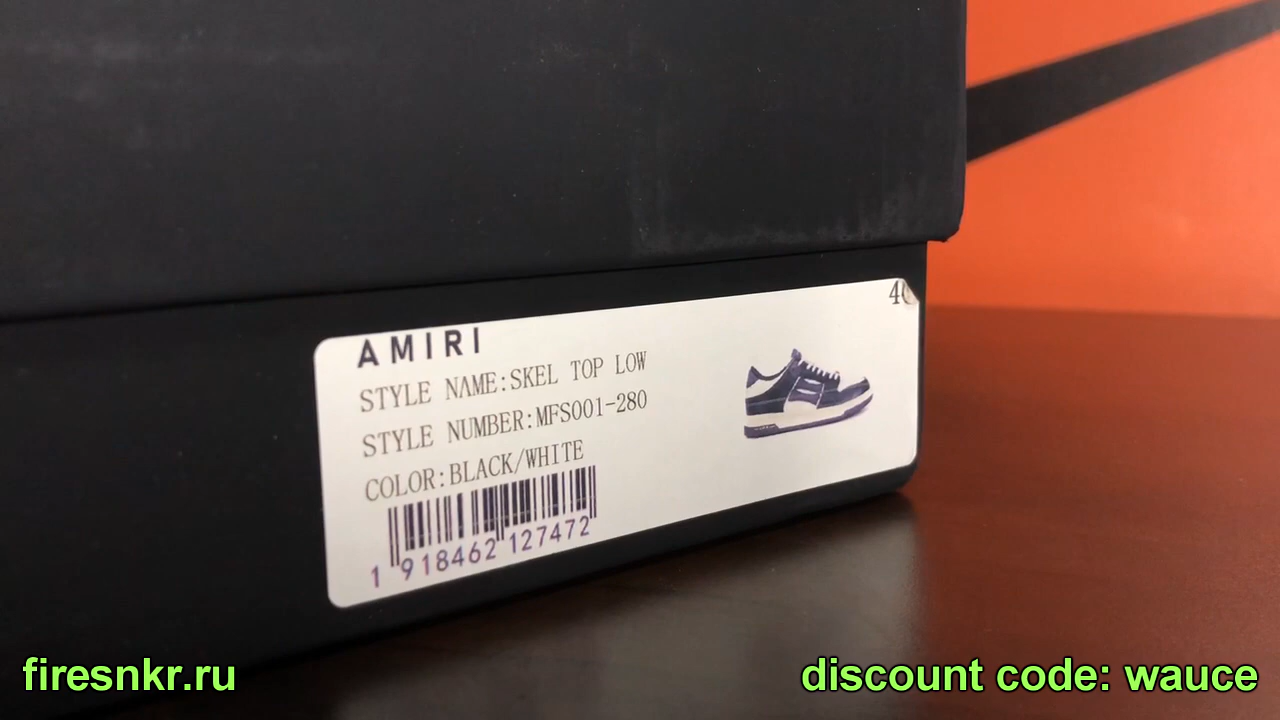 40
AMIRI
STYLE NAME:SKEL TOP LOW
STYLE NUMBER:MFS001-280
COLOR:BLACK/WHITE
1 918462 127472
firesnkr.ru
discount code: wauce